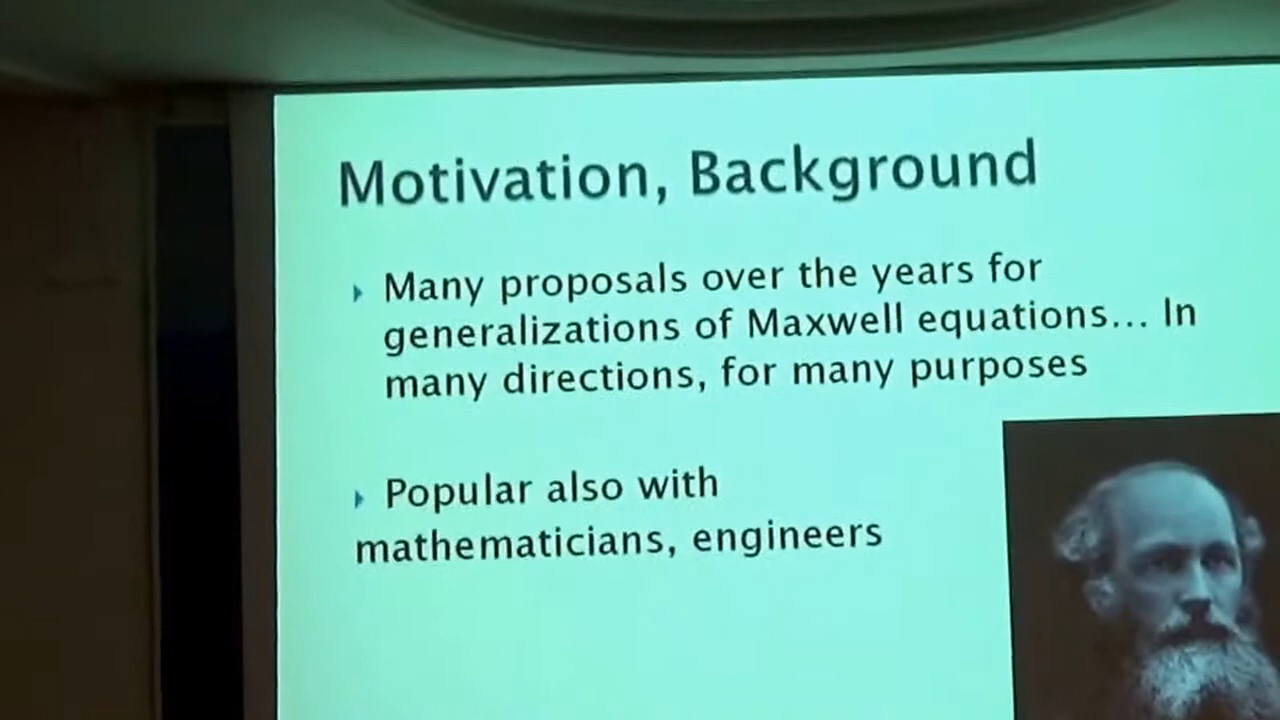 Motivation, Background
Many proposals over the years for
generalizations of Maxwell equations... In
many directions, for many purposes
Popular also with
mathematicians, engineers